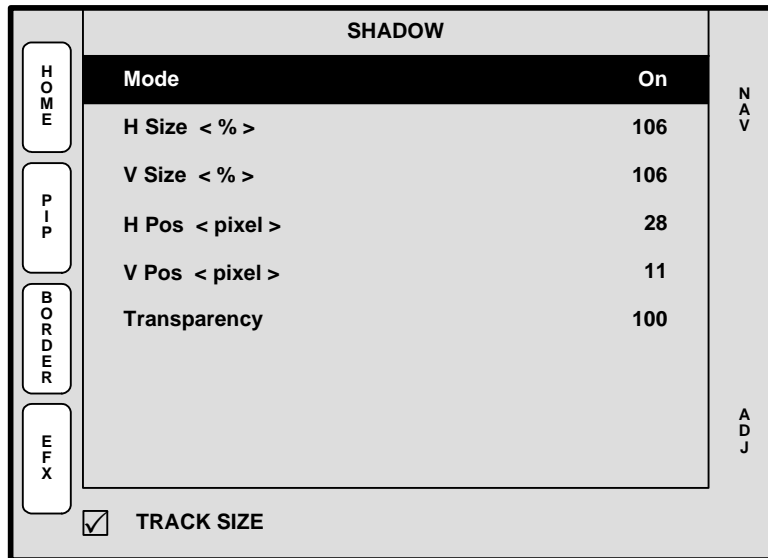 SHADOW
HOME
Mode On
NAV
H Size < % > 106
V Size < % > 106
PIP
H Pos < pixel > 28
V Pos < pixel > 11
BORDER
Transparency 100
EFX
ADJ
TRACK SIZE